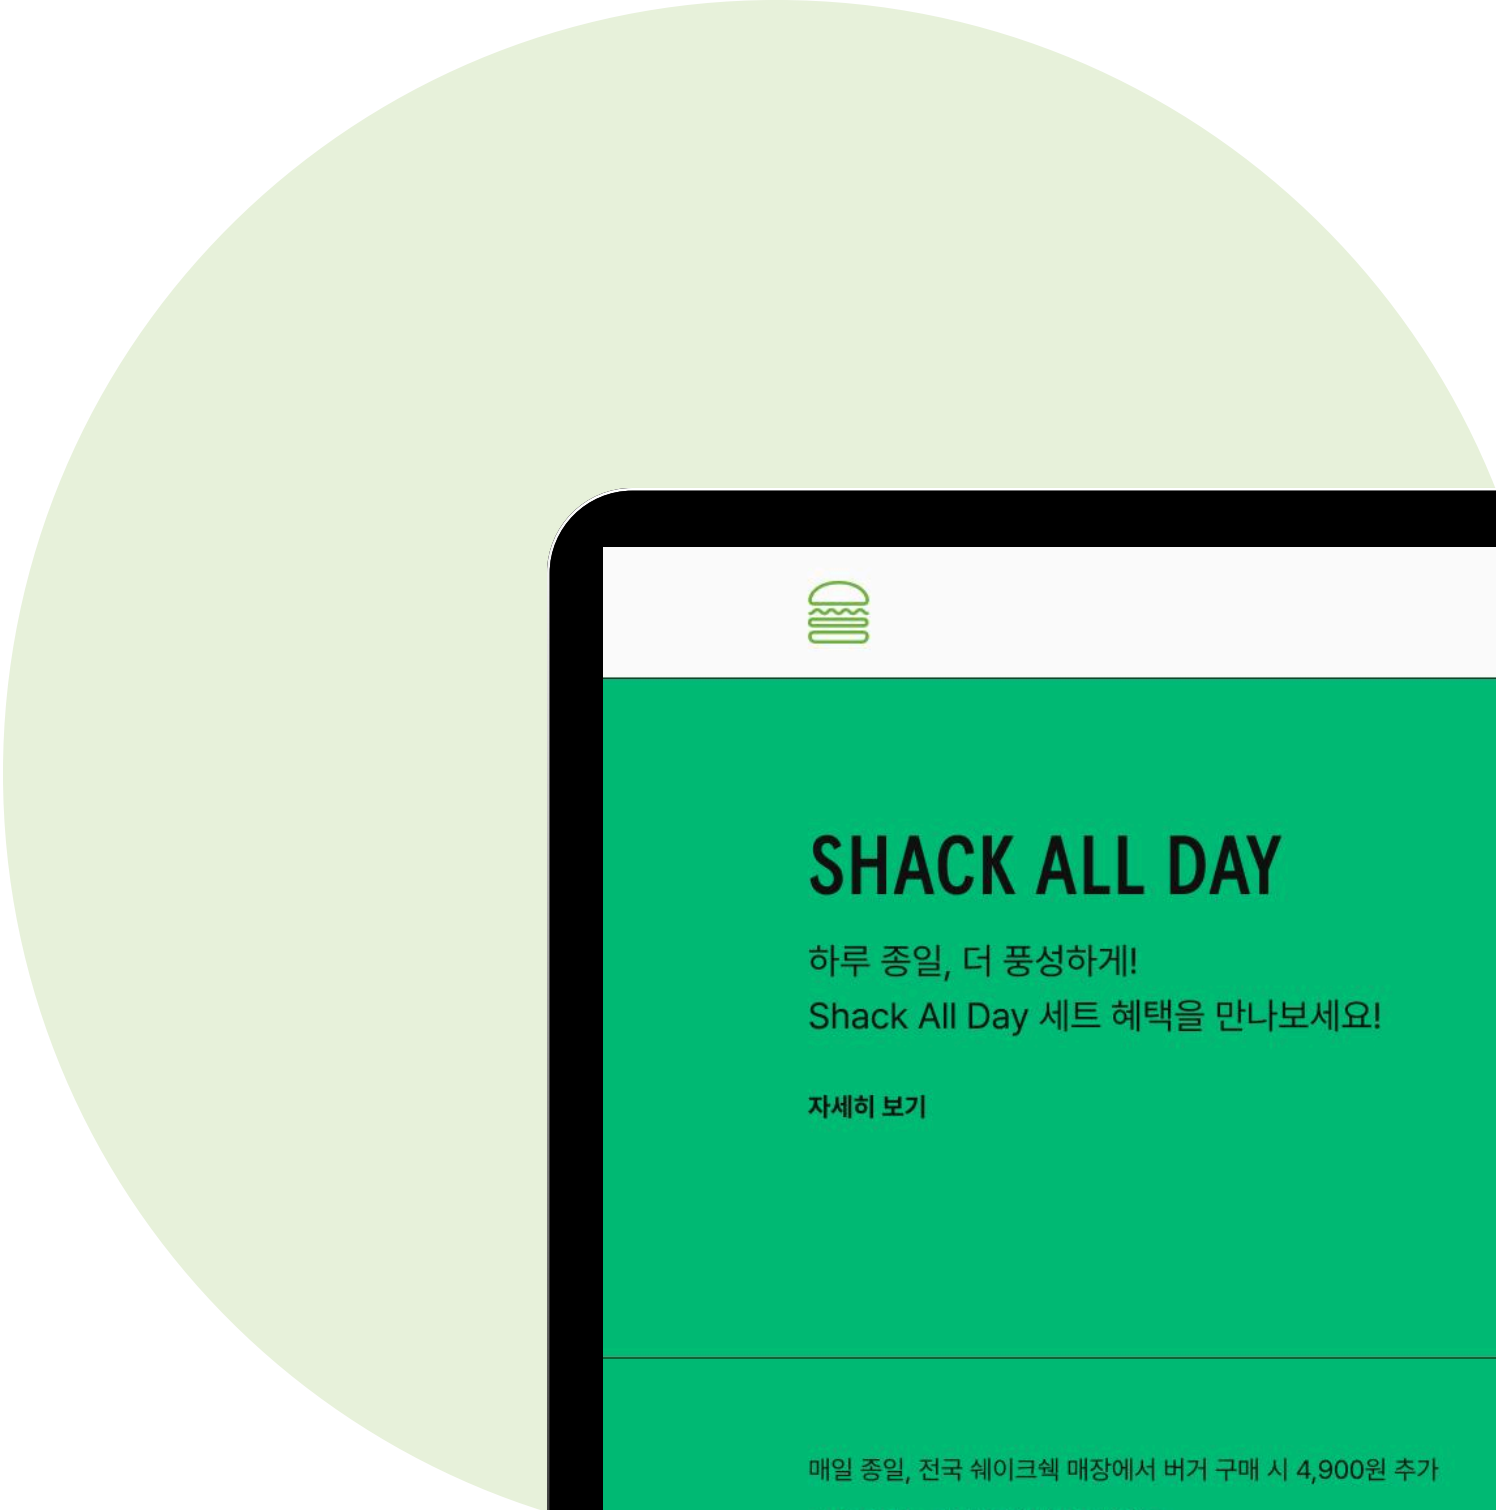 SHACK ALL DAY
하루 종일, 더 풍성하게!
Shack All Day 세트 혜택을 만나보세요!
자세히 보기
매일 종일, 전국 쉐이크쉑 매장에서 버거 구매 시 4,900원 추가